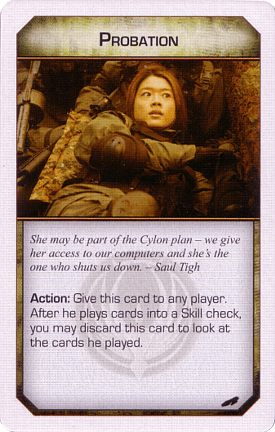 PROBATION
She may be part of the Cylon plan – we give
her access to our computers and she's the
one who shuts us down. – Saul Tigh
Action: Give this card to any player.
After he plays cards into a Skill check,
you may discard this card to look at
the cards he played.